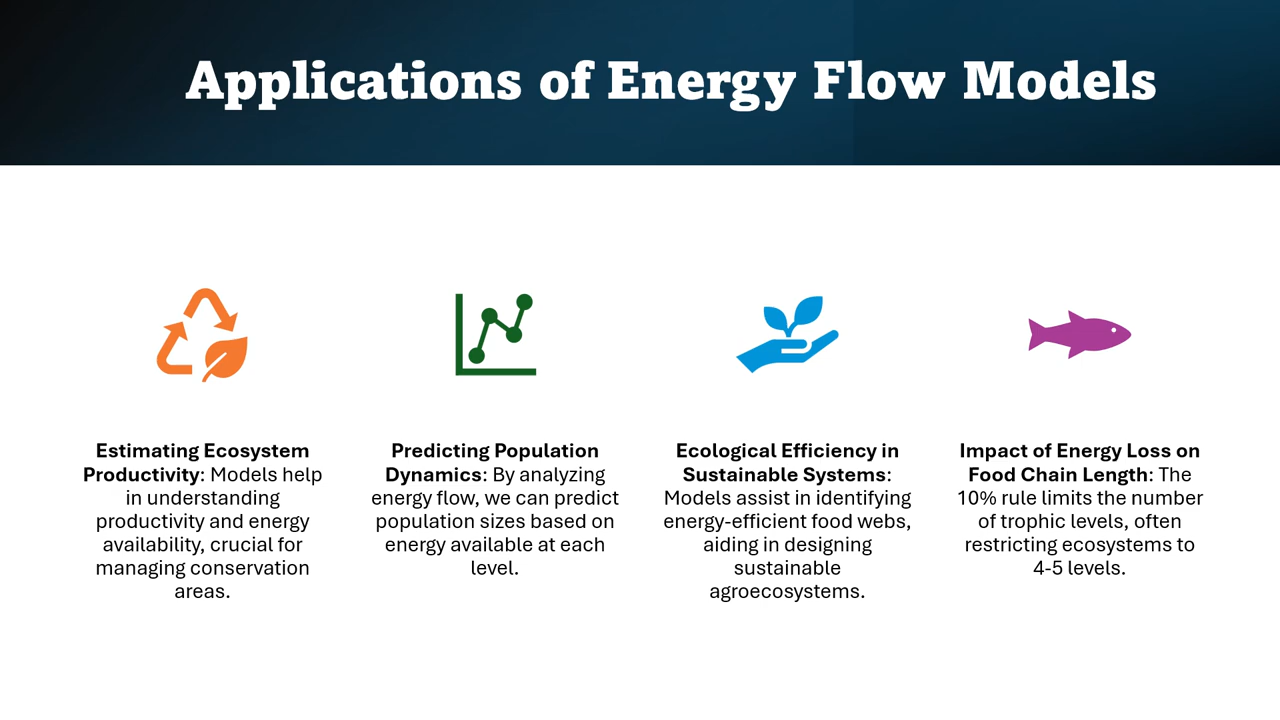 Applications of Energy Flow Models
Estimating Ecosystem
Productivity: Models help
in understanding
productivity and energy
availability, crucial for
managing conservation
areas.
Predicting Population
Dynamics: By analyzing
energy flow, we can predict
population sizes based on
energy available at each
level.
Ecological Efficiency in
Sustainable Systems:
Models assist in identifying
energy-efficient food webs,
aiding in designing
sustainable
agroecosystems.
Impact of Energy Loss on
Food Chain Length: The
10% rule limits the number
of trophic levels, often
restricting ecosystems to
4-5 levels.